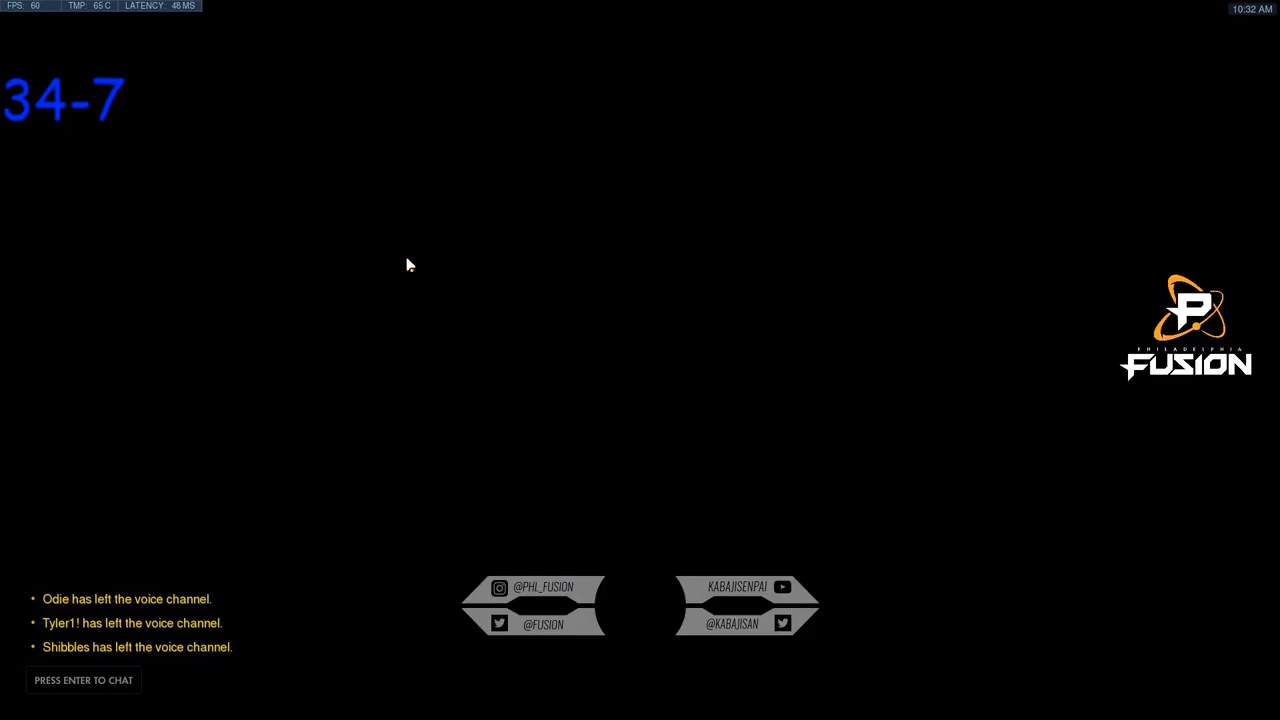 FPS: 60 TMP: 65 C LATENCY: 48 MS
10:32 AM
34-7
P
PHILADELPHIA
FUSION
@PHL_FUSION
KABAJISENPAI
@FUSION
@KABAJISAN
• Odie has left the voice channel.
• Tyler1! has left the voice channel.
• Shibbles has left the voice channel.
PRESS ENTER TO CHAT